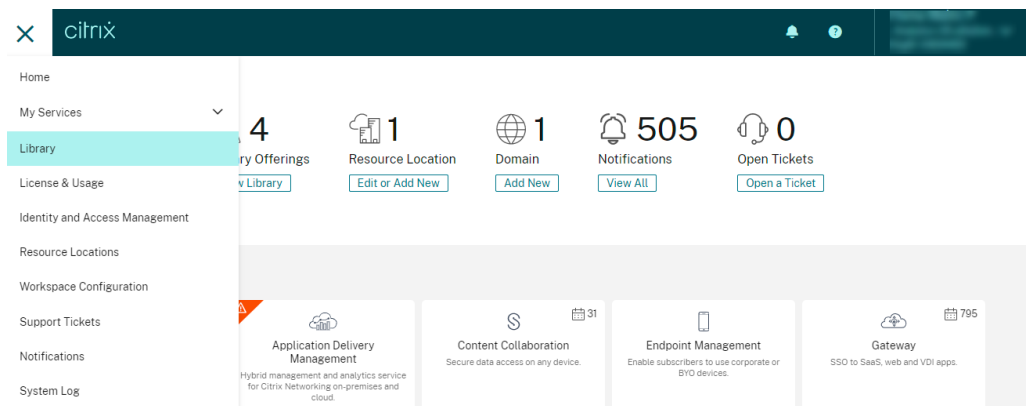 citrix
Home
My Services
Library
License & Usage
Identity and Access Management
Resource Locations
Workspace Configuration
Support Tickets
Notifications
System Log
4
ry Offerings
w Library
1
Resource Location
Edit or Add New
1
Domain
Add New
505
Notifications
View All
0
Open Tickets
Open a Ticket
Application Delivery
Management
Hybrid management and analytics service
for Citrix Networking on-premises and
cloud.
31
Content Collaboration
Secure data access on any device.
Endpoint Management
Enable subscribers to use corporate or
BYO devices.
795
Gateway
SSO to SaaS, web and VDI apps.